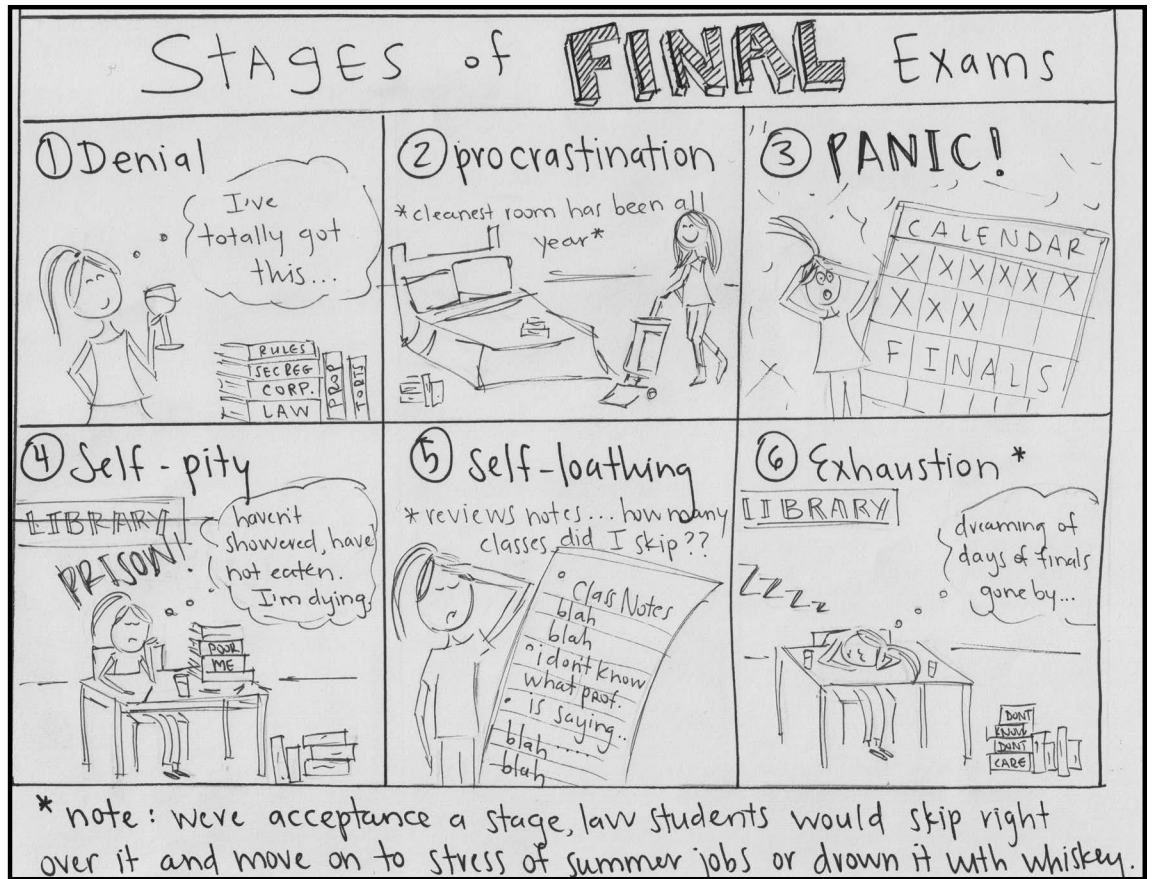 STAGES of FINAL Exams
① Denial
I've
totally got
this...
RULES
SEC REG
CORP.
LAW
PROP
TORTS
② procrastination
*cleanest room has been all
year*
③ PANIC!
CALENDAR
X X X X X X
X X X
FINALS
④ Self-pity
LIBRARY
PRISON!
haven't
showered, have
not eaten.
I'm dying.
POOR
ME
⑤ Self-loathing
*reviews notes... how many
classes did I skip??
• Class Notes
blah
blah
• i don't know
what prof.
• is saying..
blah ....
blah
⑥ Exhaustion *
LIBRARY
dreaming of
days of finals
gone by...
ZZZZZ
DONT
KNOW
DONT
CARE
* note: were acceptance a stage, law students would skip right
over it and move on to stress of summer jobs or drown it with whiskey.